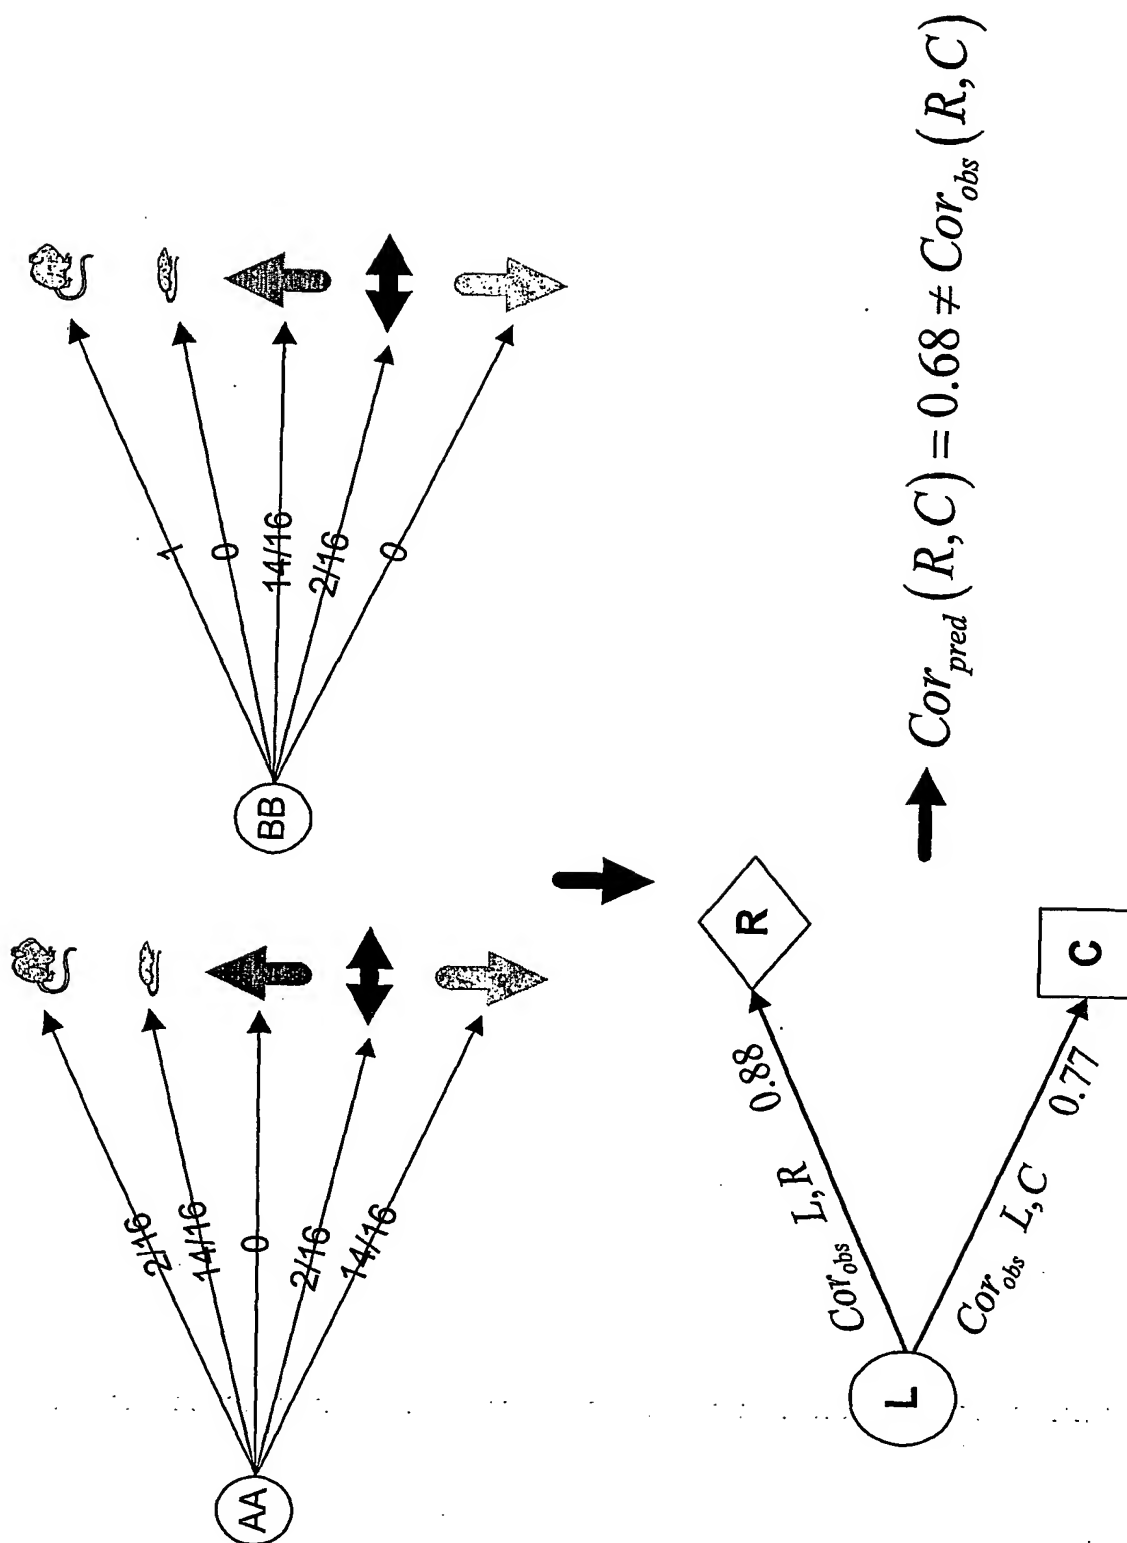 AA
2/16
14/16
0
2/16
14/16
BB
1
0
14/16
2/16
0
L
Cor_obs L,R 0.88
R
Cor_obs L,C 0.77
C
Cor_pred (R,C) = 0.68 ≠ Cor_obs (R,C)